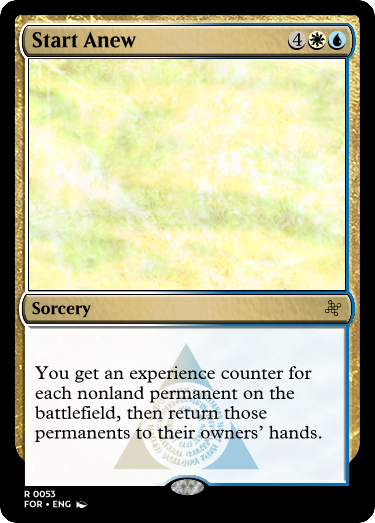 Start Anew
4
Sorcery
You get an experience counter for
each nonland permanent on the
battlefield, then return those
permanents to their owners' hands.
R 0053
FOR • ENG